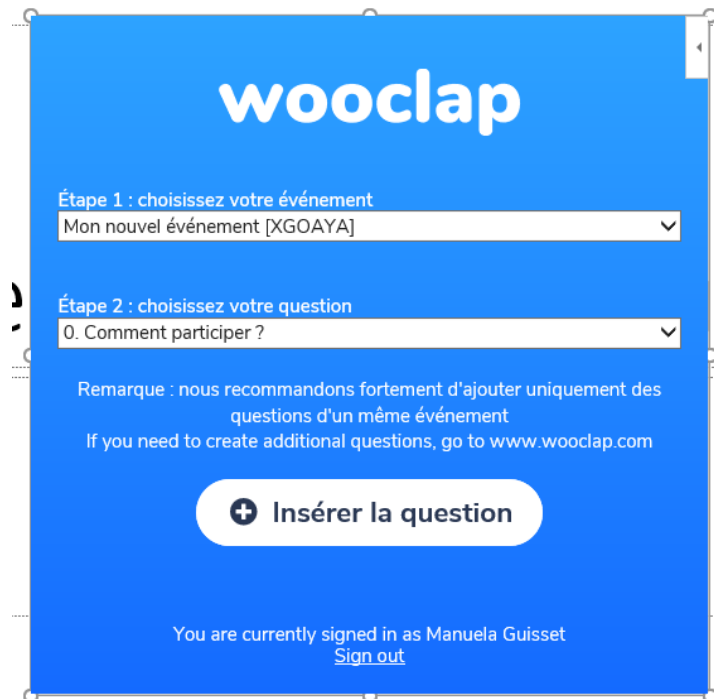 wooclap
Étape 1 : choisissez votre événement
Mon nouvel événement [XGOAYA]
Étape 2 : choisissez votre question
0. Comment participer ?
Remarque : nous recommandons fortement d'ajouter uniquement des
questions d'un même événement
If you need to create additional questions, go to www.wooclap.com
Insérer la question
You are currently signed in as Manuela Guisset
Sign out